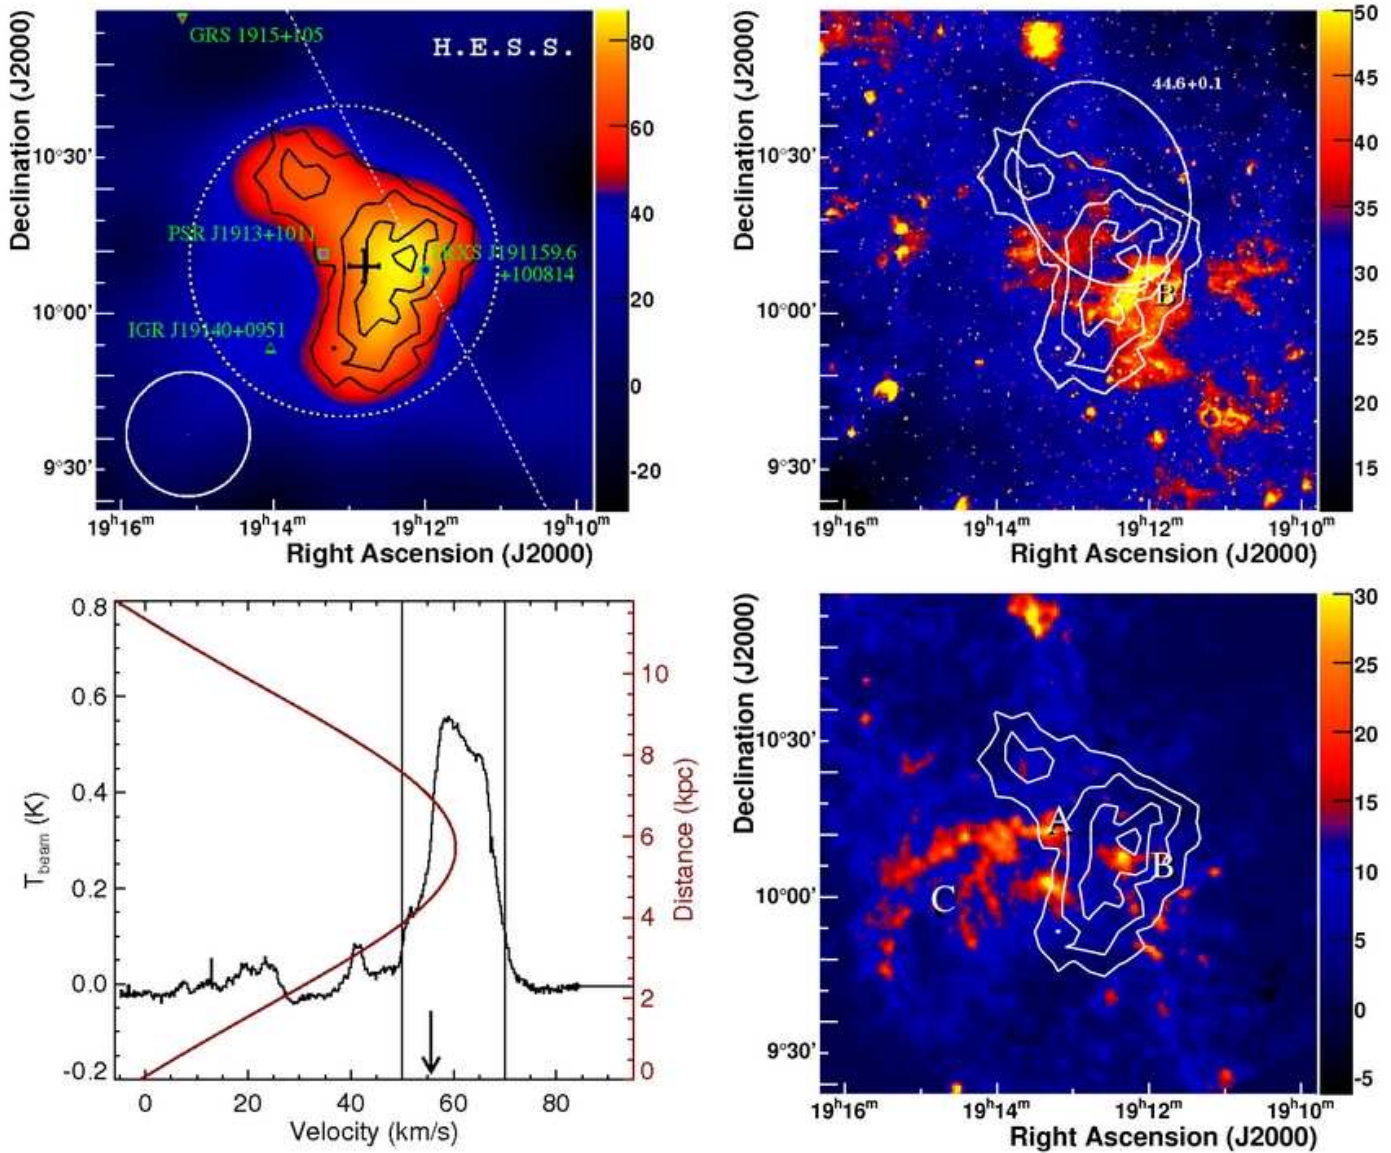 Declination (J2000)
GRS 1915+105
H.E.S.S.
10°30'
PSR J1913+1011
RXS J191159.6
+100814
10°00'
IGR J19140+0951
9°30'
19h16m
19h14m
19h12m
19h10m
Right Ascension (J2000)
80
60
40
20
0
-20
Declination (J2000)
44.6+0.1
10°30'
B
10°00'
9°30'
19h16m
19h14m
19h12m
19h10m
Right Ascension (J2000)
50
45
40
35
30
25
20
15
0.8
0.6
0.4
0.2
0.0
-0.2
Tbeam (K)
0
20
40
60
80
Velocity (km/s)
10
8
6
4
2
0
Distance (kpc)
Declination (J2000)
10°30'
A
B
10°00'
C
9°30'
19h16m
19h14m
19h12m
19h10m
Right Ascension (J2000)
30
25
20
15
10
5
0
-5